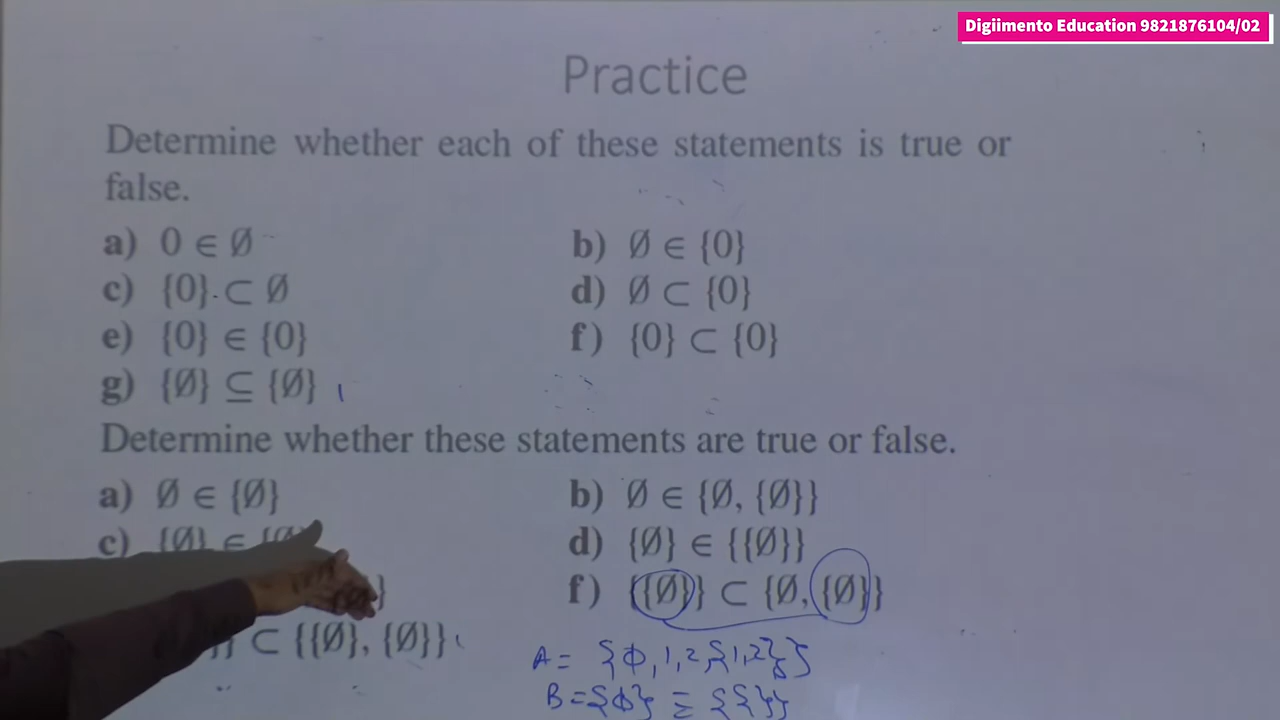 Digiimento Education 9821876104/02
Practice
Determine whether each of these statements is true or
false.
a) 0 ∈ ∅ b) ∅ ∈ {0}
c) {0} ⊂ ∅ d) ∅ ⊂ {0}
e) {0} ∈ {0} f) {0} ⊂ {0}
g) {∅} ⊆ {∅}
Determine whether these statements are true or false.
a) ∅ ∈ {∅} b) ∅ ∈ {∅, {∅}}
c) {∅} ∈ {∅ d) {∅} ∈ {{∅}}
} f) {{∅}} ⊂ {∅, {∅}}
}} ⊂ {{∅}, {∅}}
A = {ϕ, 1, 2, {1, 2}}
B = {ϕ} ≡ {{}}